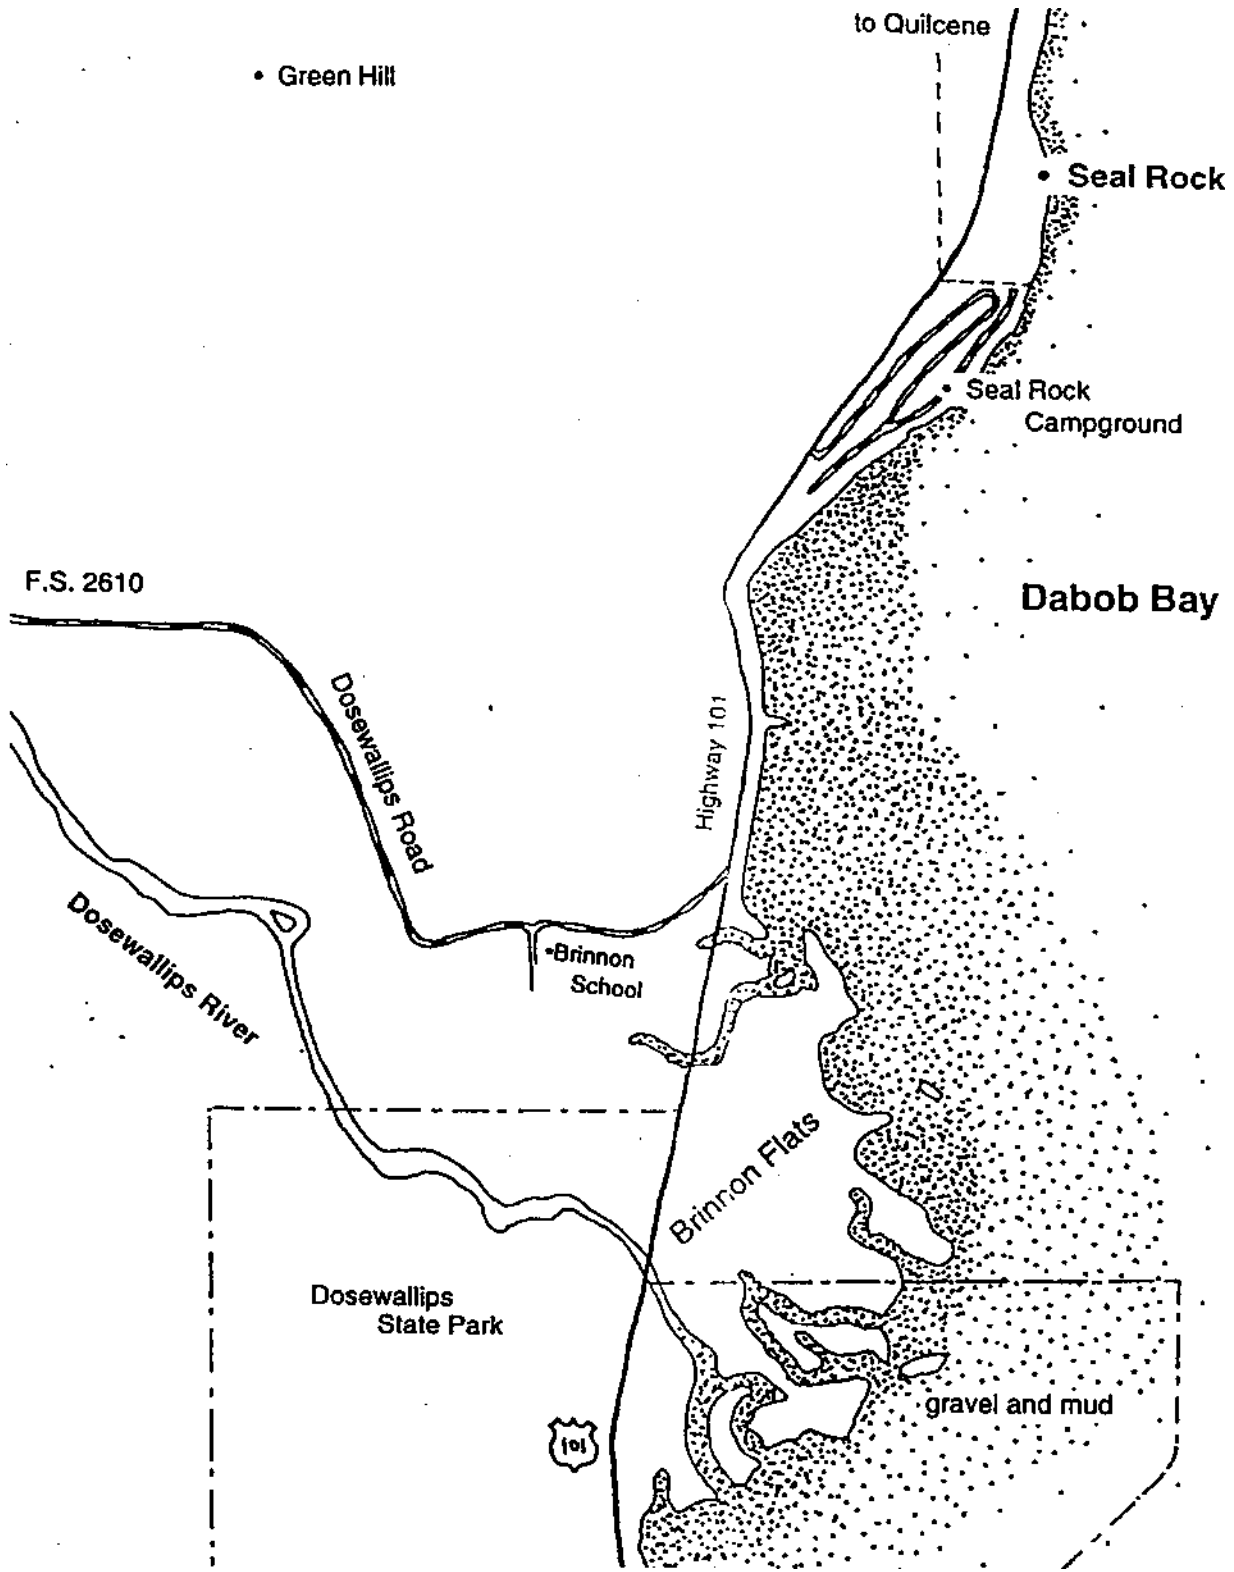 to Quilcene
Green Hill
Seal Rock
Seal Rock
Campground
F.S. 2610
Dabob Bay
Dosewallips Road
Highway 101
Dosewallips River
Brinnon
School
Brinnon Flats
Dosewallips
State Park
gravel and mud
101